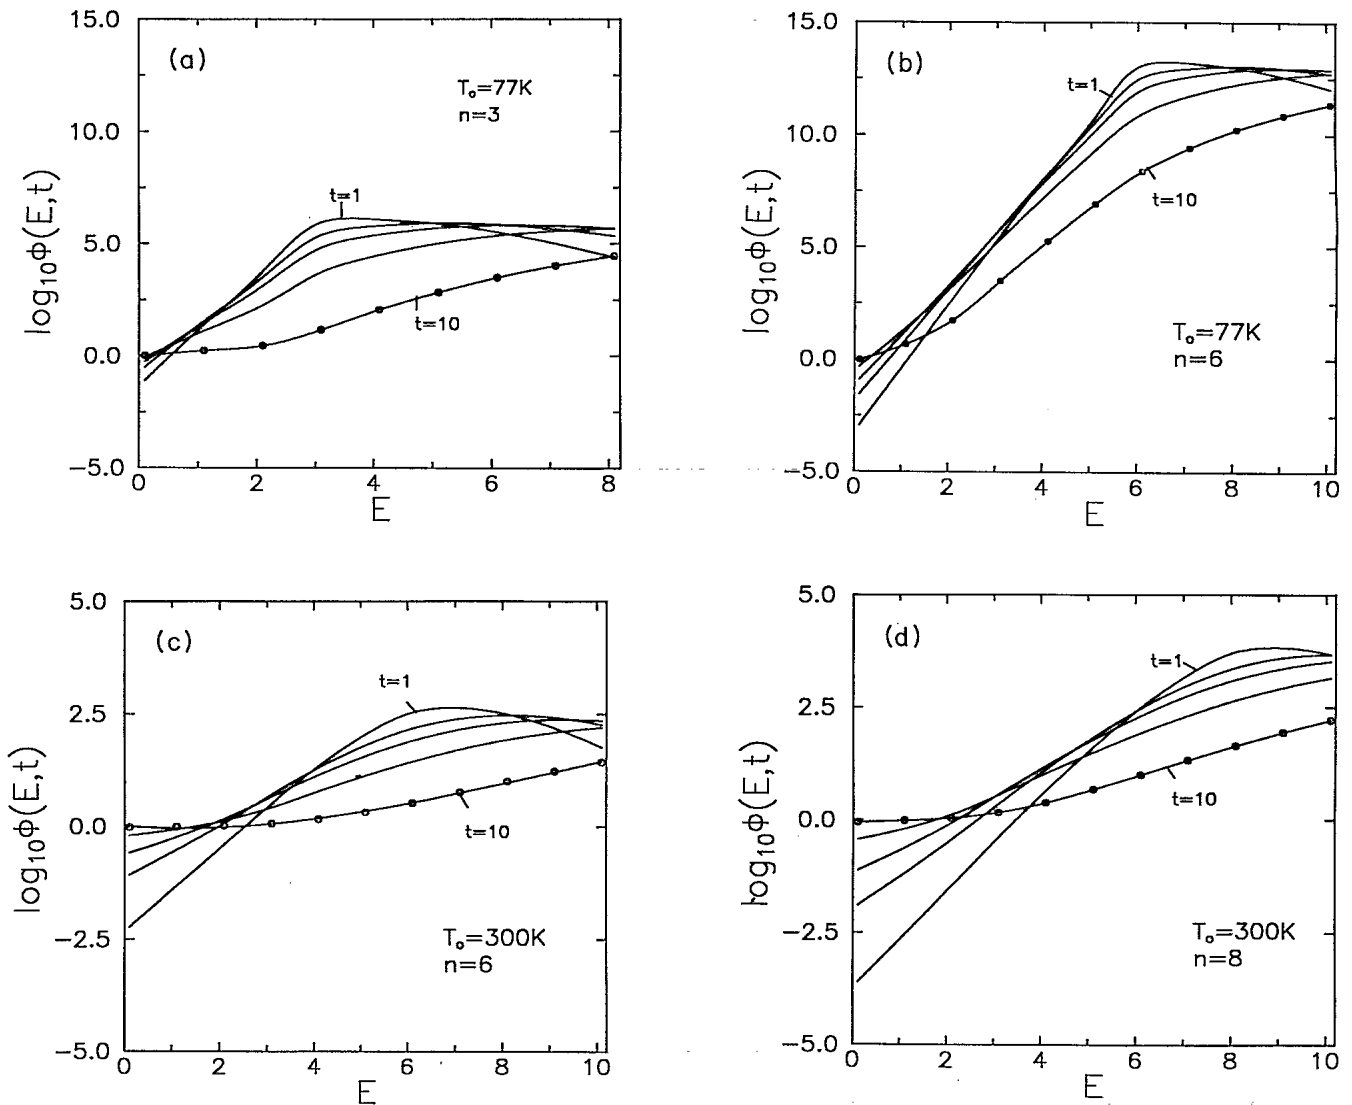 15.0
(a)
T₀=77K
n=3
10.0
log₁₀Φ(E,t)
t=1
5.0
t=10
0.0
−5.0
0 2 4 6 8
E
15.0
(b)
t=1
10.0
log₁₀Φ(E,t)
t=10
5.0
0.0
T₀=77K
n=6
−5.0
0 2 4 6 8 10
E
5.0
(c)
t=1
2.5
log₁₀Φ(E,t)
0.0
t=10
−2.5
T₀=300K
n=6
−5.0
0 2 4 6 8 10
E
5.0
(d)
t=1
2.5
log₁₀Φ(E,t)
t=10
0.0
−2.5
T₀=300K
n=8
−5.0
0 2 4 6 8 10
E